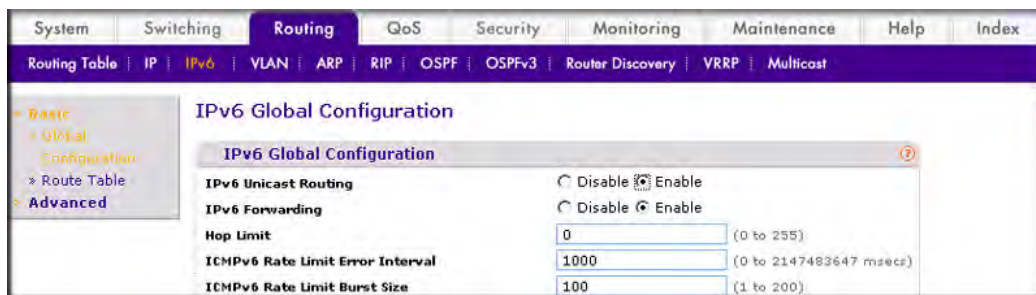 System Switching Routing QoS Security Monitoring Maintenance Help Index
Routing Table IP IPv6 VLAN ARP RIP OSPF OSPFv3 Router Discovery VRRP Multicast
Basic
» Global
Configuration
» Route Table
Advanced
IPv6 Global Configuration
IPv6 Global Configuration ?
IPv6 Unicast Routing Disable Enable
IPv6 Forwarding Disable Enable
Hop Limit 0 (0 to 255)
ICMPv6 Rate Limit Error Interval 1000 (0 to 2147483647 msecs)
ICMPv6 Rate Limit Burst Size 100 (1 to 200)